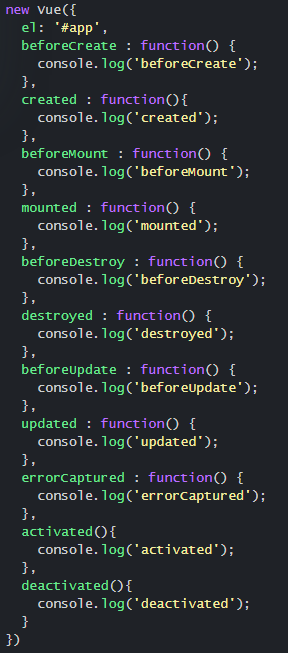 new Vue({
  el: '#app',
  beforeCreate : function() {
    console.log('beforeCreate');
  },
  created : function(){
    console.log('created');
  },
  beforeMount : function() {
    console.log('beforeMount');
  },
  mounted : function() {
    console.log('mounted');
  },
  beforeDestroy : function() {
    console.log('beforeDestroy');
  },
  destroyed : function() {
    console.log('destroyed');
  },
  beforeUpdate : function() {
    console.log('beforeUpdate');
  },
  updated : function() {
    console.log('updated');
  },
  errorCaptured : function() {
    console.log('errorCaptured');
  },
  activated(){
    console.log('activated');
  },
  deactivated(){
    console.log('deactivated');
  }
})